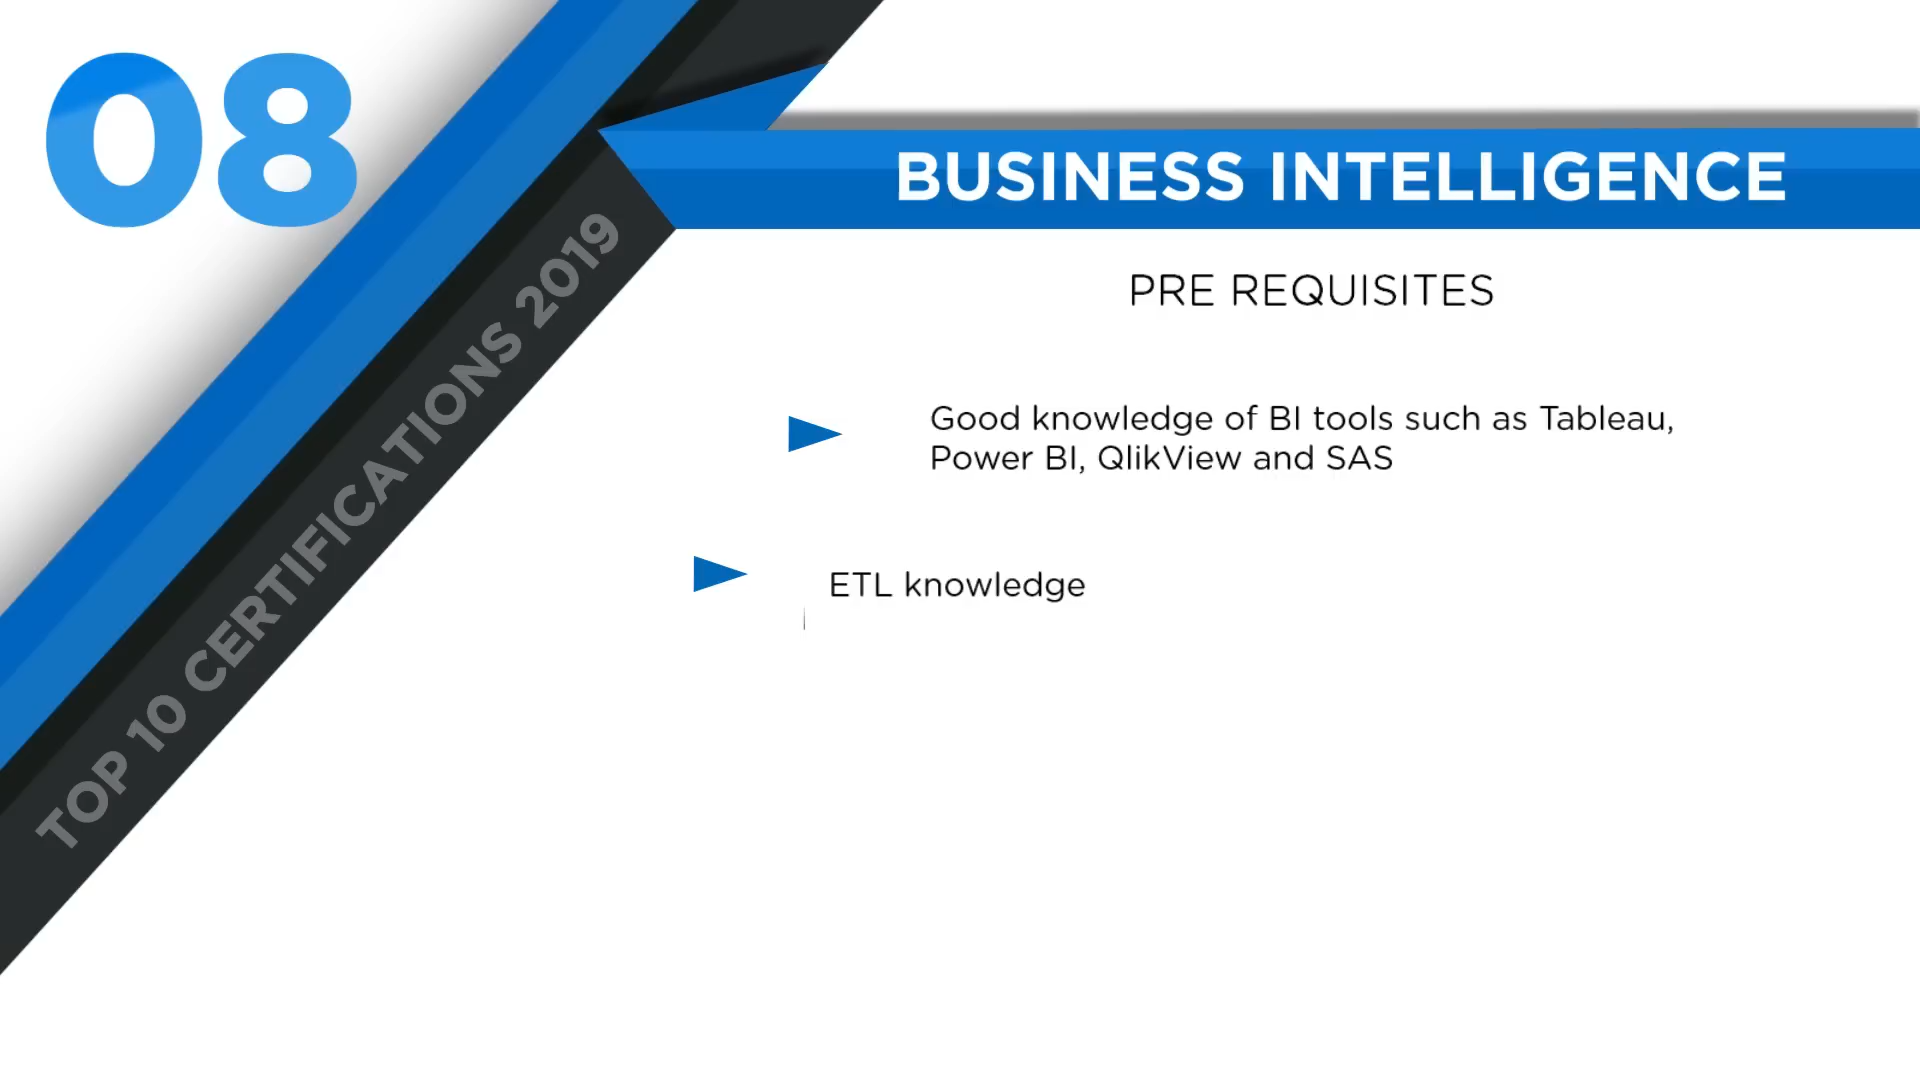 08
BUSINESS INTELLIGENCE
TOP 10 CERTIFICATIONS 2019
PRE REQUISITES
Good knowledge of BI tools such as Tableau,
Power BI, QlikView and SAS
ETL knowledge